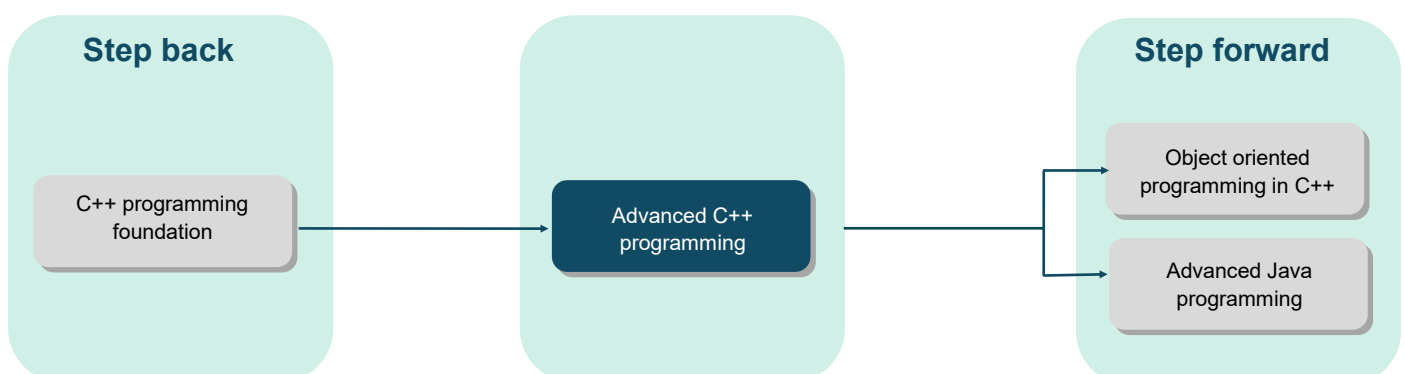 Step back
C++ programming
foundation
Advanced C++
programming
Step forward
Object oriented
programming in C++
Advanced Java
programming